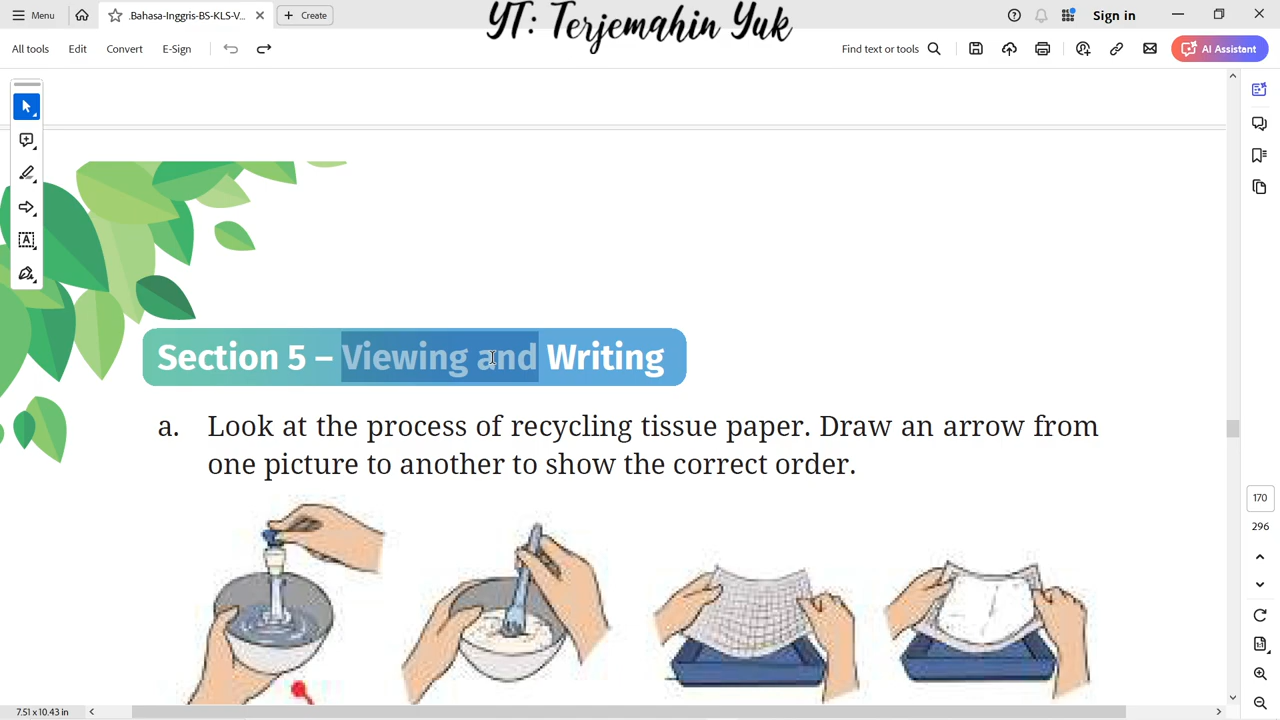 Menu
.Bahasa-Inggris-BS-KLS-V...
Create
YT: Terjemahin Yuk
Sign in
All tools
Edit
Convert
E-Sign
Find text or tools
AI Assistant
Section 5 – Viewing and Writing
a. Look at the process of recycling tissue paper. Draw an arrow from
one picture to another to show the correct order.
170
296
7.51 x 10.43 in